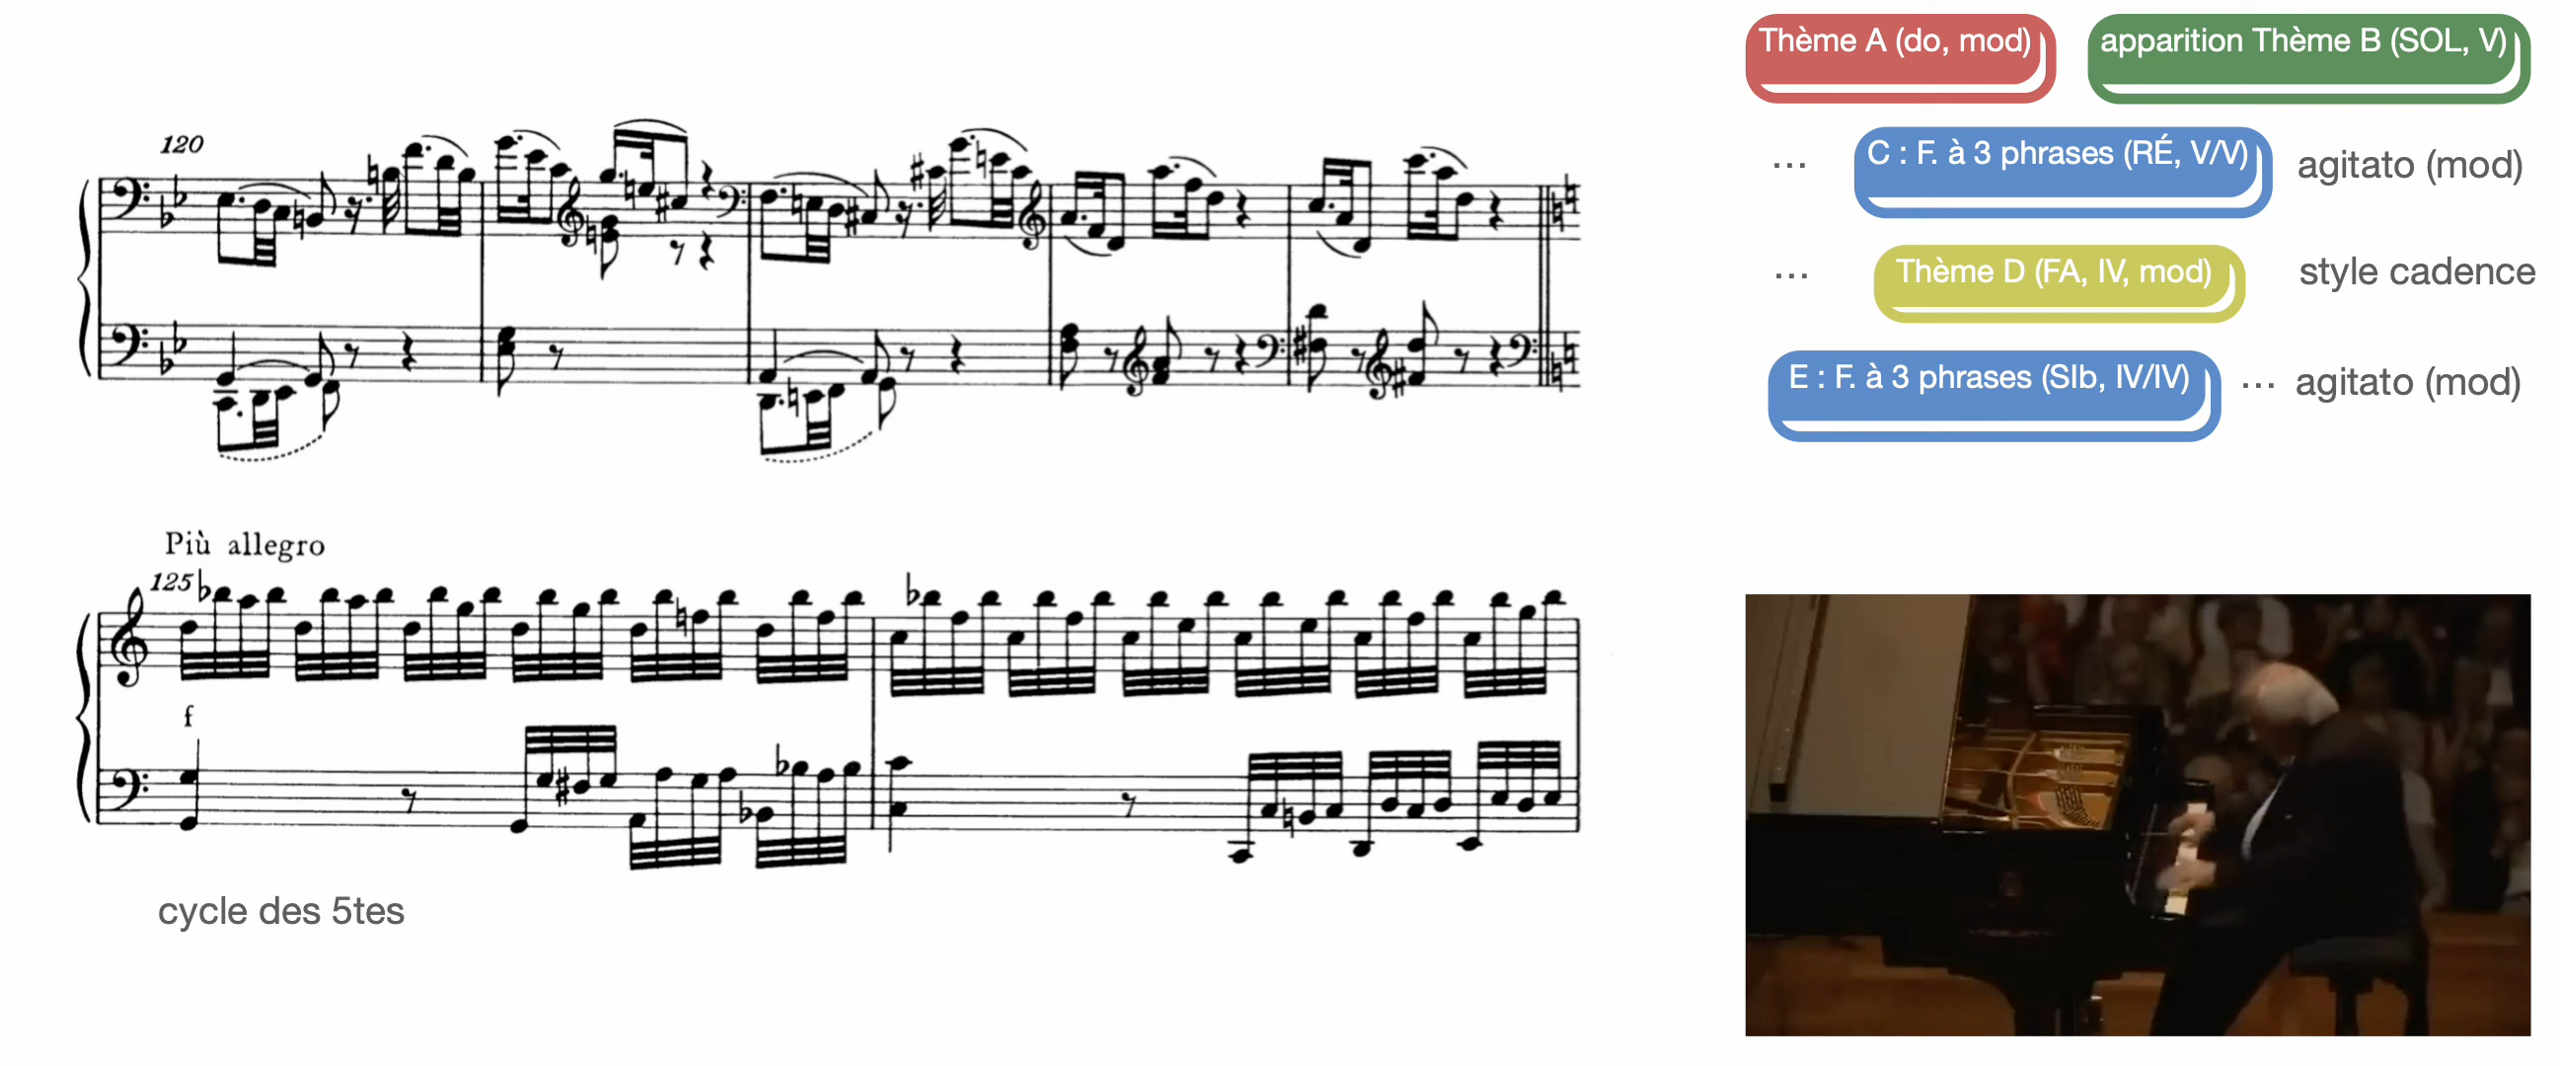 Thème A (do, mod)
apparition Thème B (SOL, V)
... C : F. à 3 phrases (RÉ, V/V) agitato (mod)
... Thème D (FA, IV, mod) style cadence
E : F. à 3 phrases (SIb, IV/IV) ... agitato (mod)
120
Più allegro
125
f
cycle des 5tes